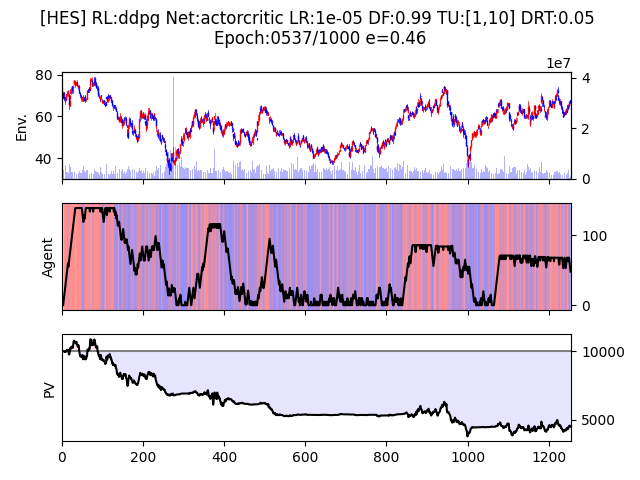 [HES] RL:ddpg Net:actorcritic LR:1e-05 DF:0.99 TU:[1,10] DRT:0.05
Epoch:0537/1000 e=0.46
1e7
80
60
40
Env.
4
2
0
Agent
100
0
PV
10000
5000
0 200 400 600 800 1000 1200